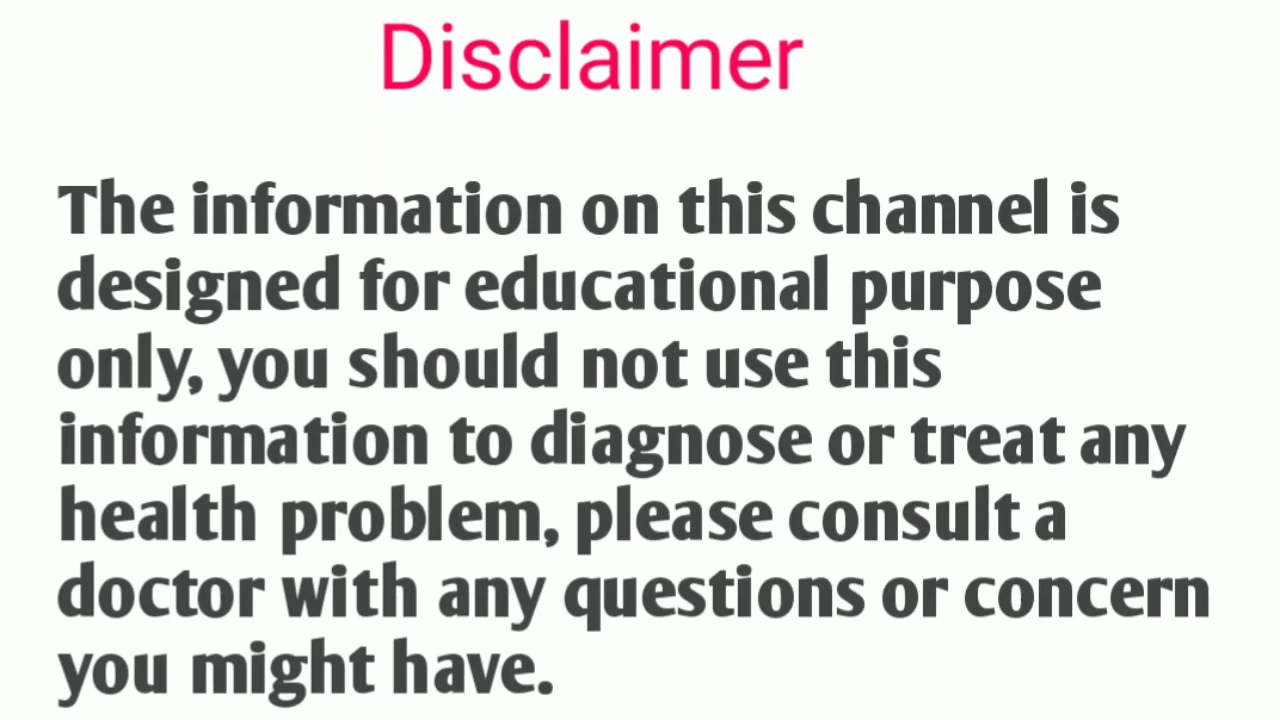 Disclaimer
The information on this channel is
designed for educational purpose
only, you should not use this
information to diagnose or treat any
health problem, please consult a
doctor with any questions or concern
you might have.